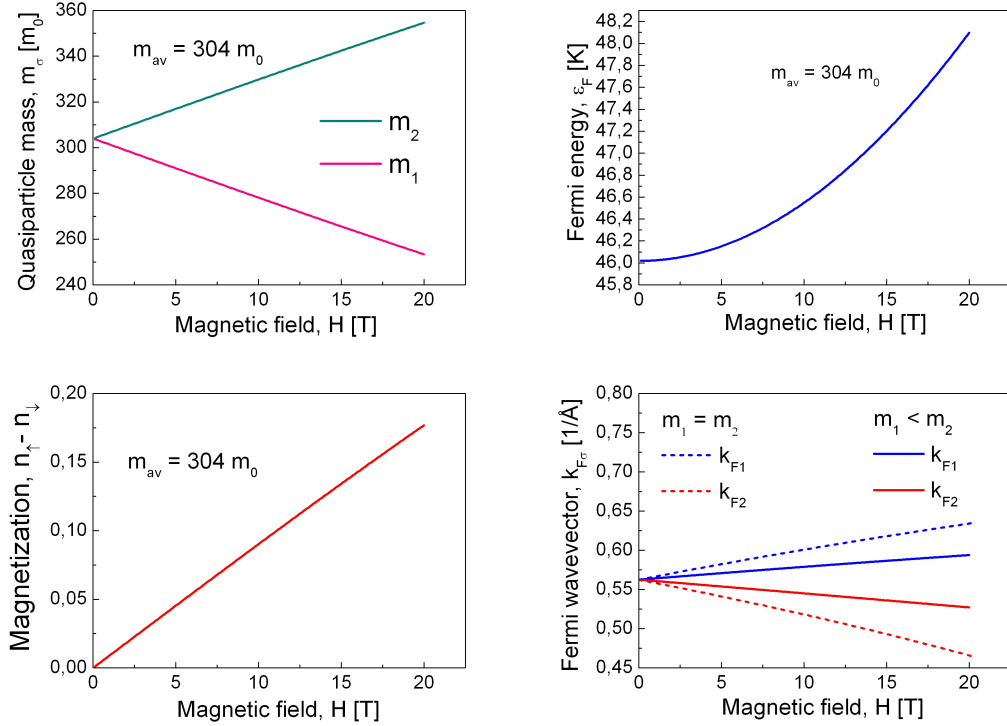 Quasiparticle mass, m_σ [m_0]
360
340
320
300
280
260
240
m_av = 304 m_0
m_2
m_1
0 5 10 15 20
Magnetic field, H [T]
Fermi energy, ε_F [K]
48,2
48,0
47,8
47,6
47,4
47,2
47,0
46,8
46,6
46,4
46,2
46,0
45,8
m_av = 304 m_0
0 5 10 15 20
Magnetic field, H [T]
Magnetization, n_↑- n_↓
0,20
0,15
0,10
0,05
0,00
m_av = 304 m_0
0 5 10 15 20
Magnetic field, H [T]
Fermi wavevector, k_Fσ [1/Å]
0,80
0,75
0,70
0,65
0,60
0,55
0,50
0,45
m_1 = m_2
k_F1
k_F2
m_1 < m_2
k_F1
k_F2
0 5 10 15 20
Magnetic field, H [T]